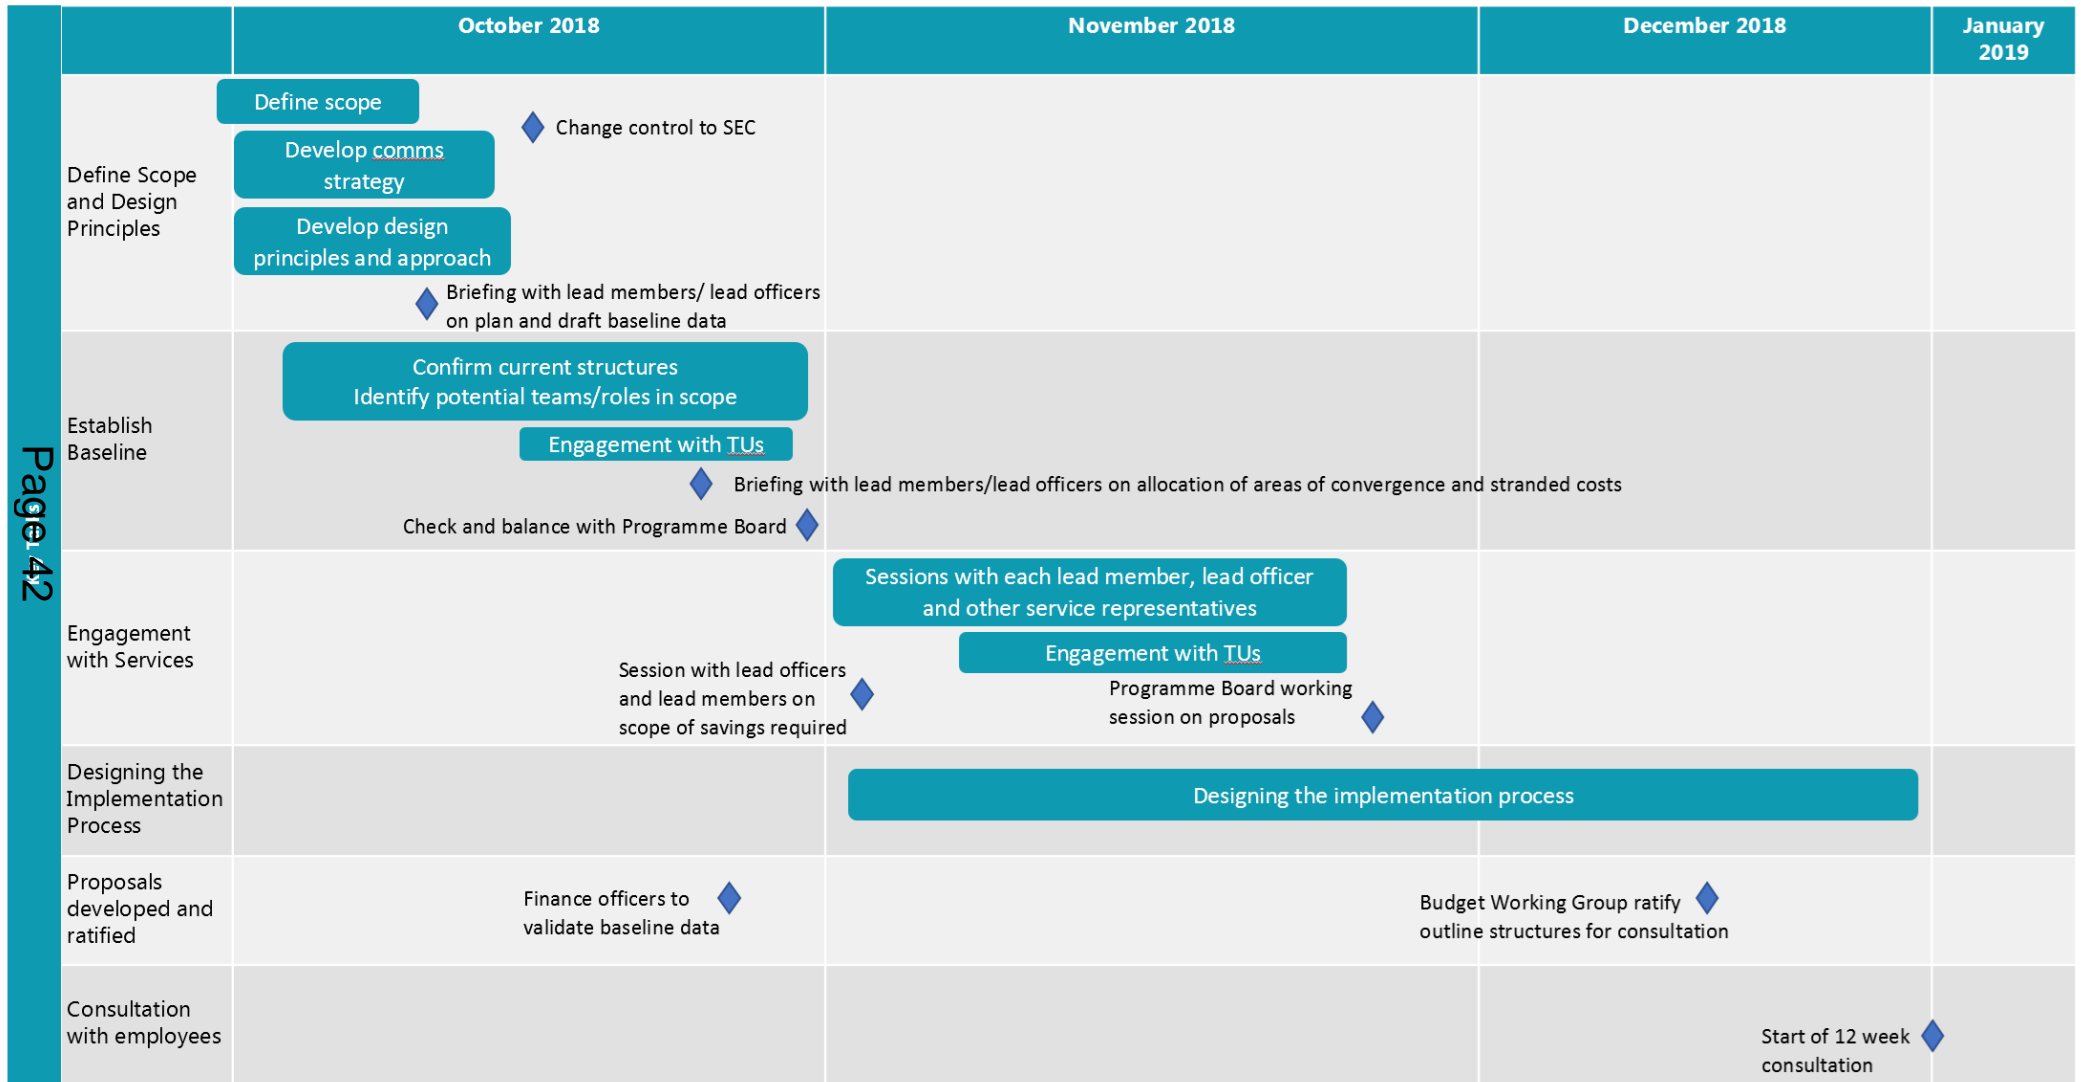 October 2018
November 2018
December 2018
January
2019
Define Scope
and Design
Principles
Define scope
Change control to SEC
Develop comms
strategy
Develop design
principles and approach
Briefing with lead members/ lead officers
on plan and draft baseline data
Establish
Baseline
Confirm current structures
Identify potential teams/roles in scope
Engagement with TUs
Briefing with lead members/lead officers on allocation of areas of convergence and stranded costs
Check and balance with Programme Board
Engagement
with Services
Sessions with each lead member, lead officer
and other service representatives
Engagement with TUs
Session with lead officers
and lead members on
scope of savings required
Programme Board working
session on proposals
Designing the
Implementation
Process
Designing the implementation process
Proposals
developed and
ratified
Finance officers to
validate baseline data
Budget Working Group ratify
outline structures for consultation
Consultation
with employees
Start of 12 week
consultation
Page 42